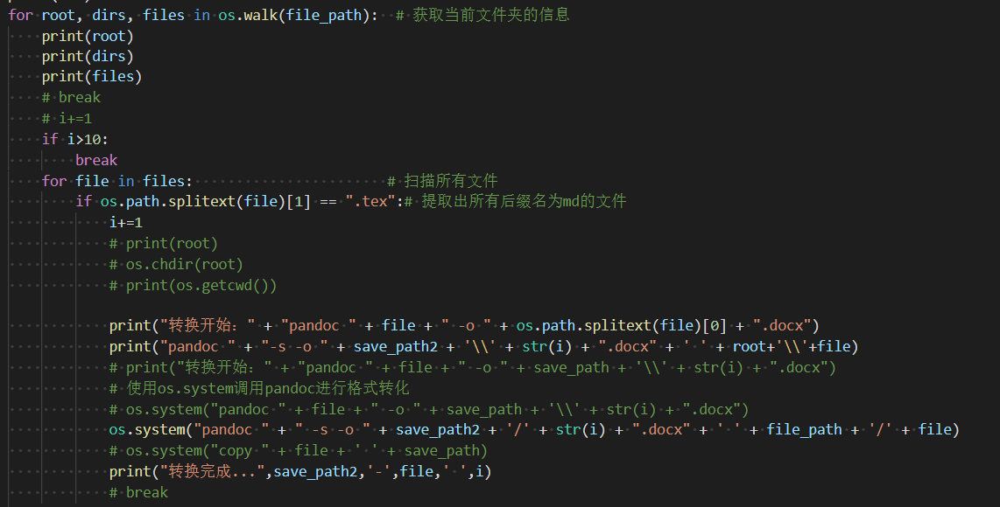 for root, dirs, files in os.walk(file_path):  # 获取当前文件夹的信息
    print(root)
    print(dirs)
    print(files)
    # break
    # i+=1
    if i>10:
        break
    for file in files:                       # 扫描所有文件
        if os.path.splitext(file)[1] == ".tex":# 提取出所有后缀名为md的文件
            i+=1
            # print(root)
            # os.chdir(root)
            # print(os.getcwd())

            print("转换开始：" + "pandoc " + file + " -o " + os.path.splitext(file)[0] + ".docx")
            print("pandoc " + "-s -o " + save_path2 + '\\' + str(i) + ".docx" + ' ' + root+'\\'+file)
            # print("转换开始：" + "pandoc " + file + " -o " + save_path + '\\' + str(i) + ".docx")
            # 使用os.system调用pandoc进行格式转化
            # os.system("pandoc " + file + " -o " + save_path + '\\' + str(i) + ".docx")
            os.system("pandoc " + " -s -o " + save_path2 + '/' + str(i) + ".docx" + ' ' + file_path + '/' + file)
            # os.system("copy " + file + ' ' + save_path)
            print("转换完成...",save_path2,'-',file,' ',i)
            # break